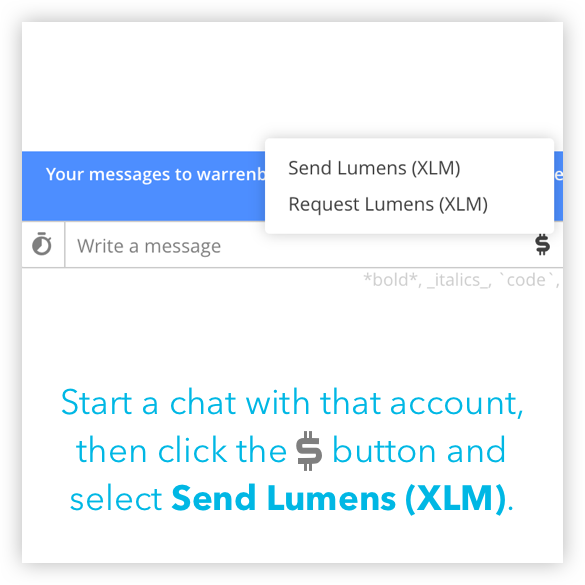 Send Lumens (XLM)
Your messages to warrenb
Request Lumens (XLM)
Write a message $
*bold*, _italics_, `code`,
Start a chat with that account,
then click the $ button and
select Send Lumens (XLM).